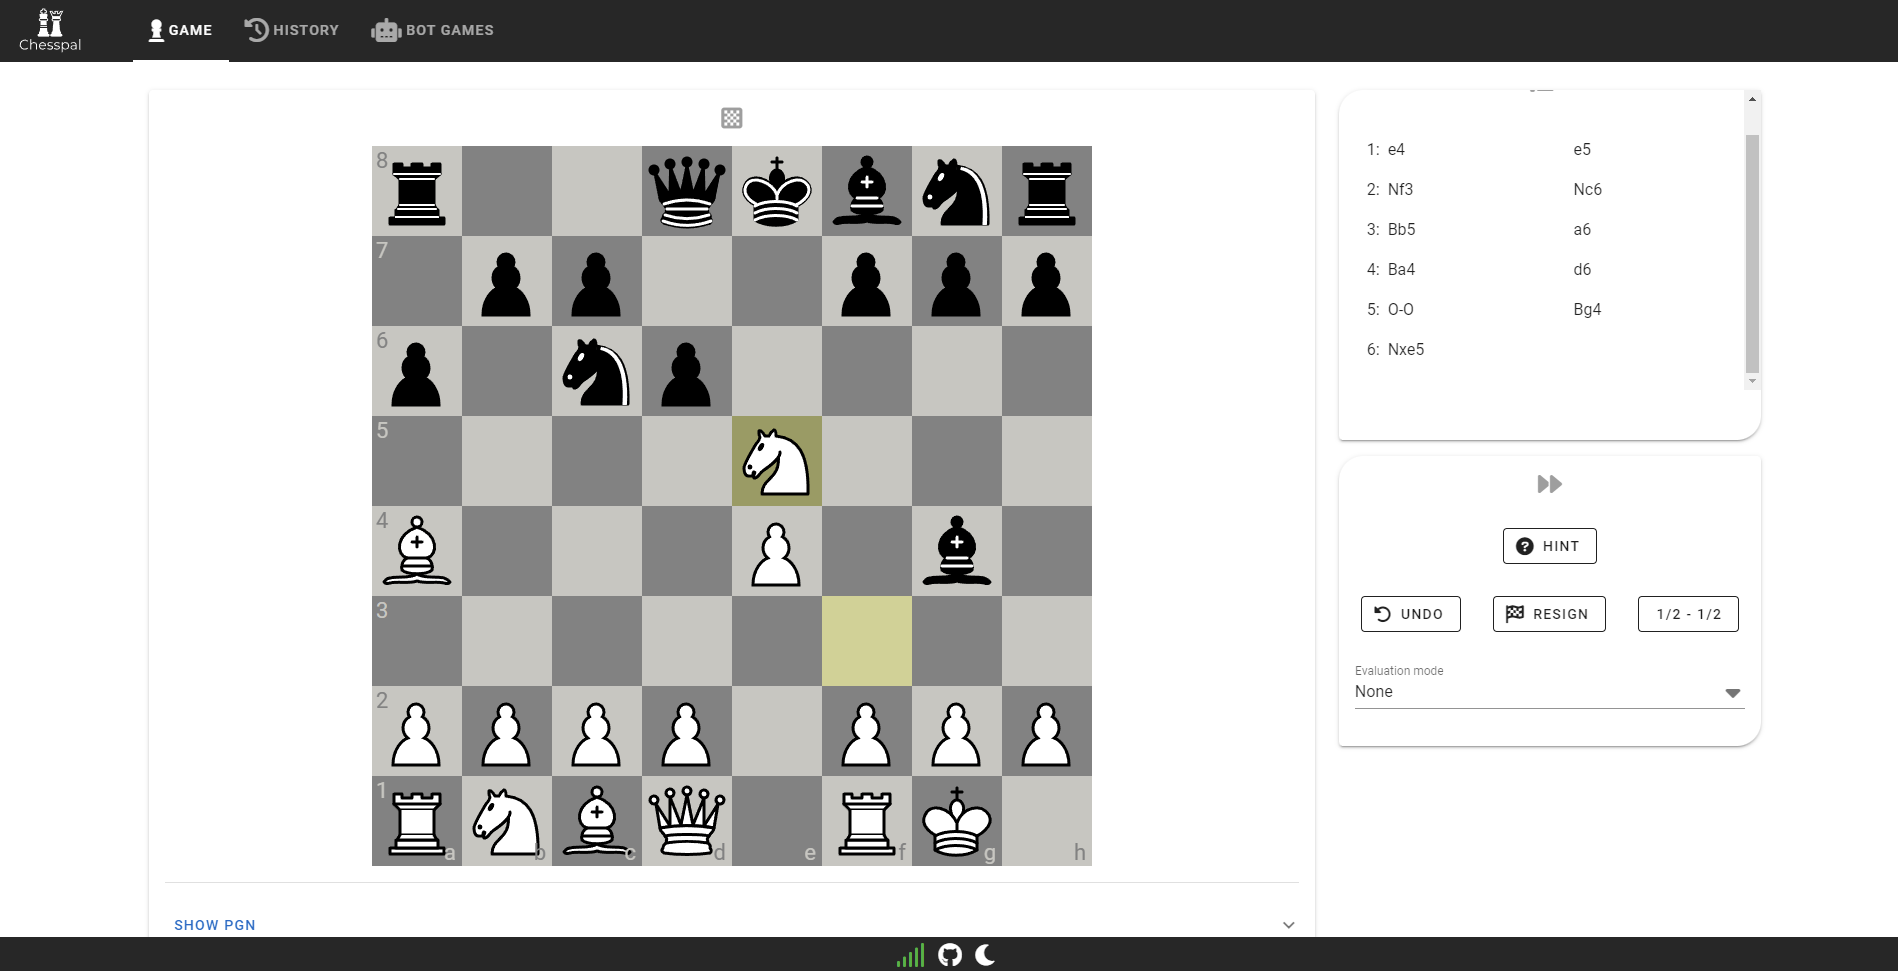 Chesspal
GAME
HISTORY
BOT GAMES
8
7
6
5
4
3
2
1
a
b
c
d
e
f
g
h
SHOW PGN
1: e4 e5
2: Nf3 Nc6
3: Bb5 a6
4: Ba4 d6
5: O-O Bg4
6: Nxe5
HINT
UNDO
RESIGN
1/2 - 1/2
Evaluation mode
None